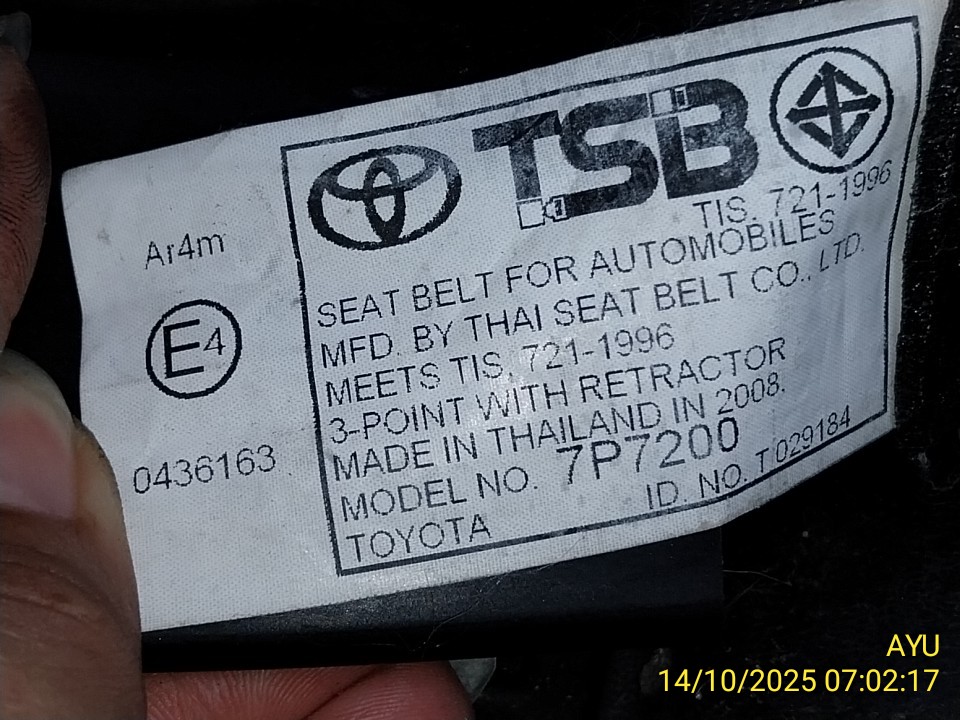 TSB
TIS. 721-1996
Ar4m
E4
0436163
SEAT BELT FOR AUTOMOBILES
MFD. BY THAI SEAT BELT CO., LTD.
MEETS TIS. 721-1996
3-POINT WITH RETRACTOR
MADE IN THAILAND IN 2008.
MODEL NO. 7P7200
TOYOTA ID. NO. T029184
AYU
14/10/2025 07:02:17